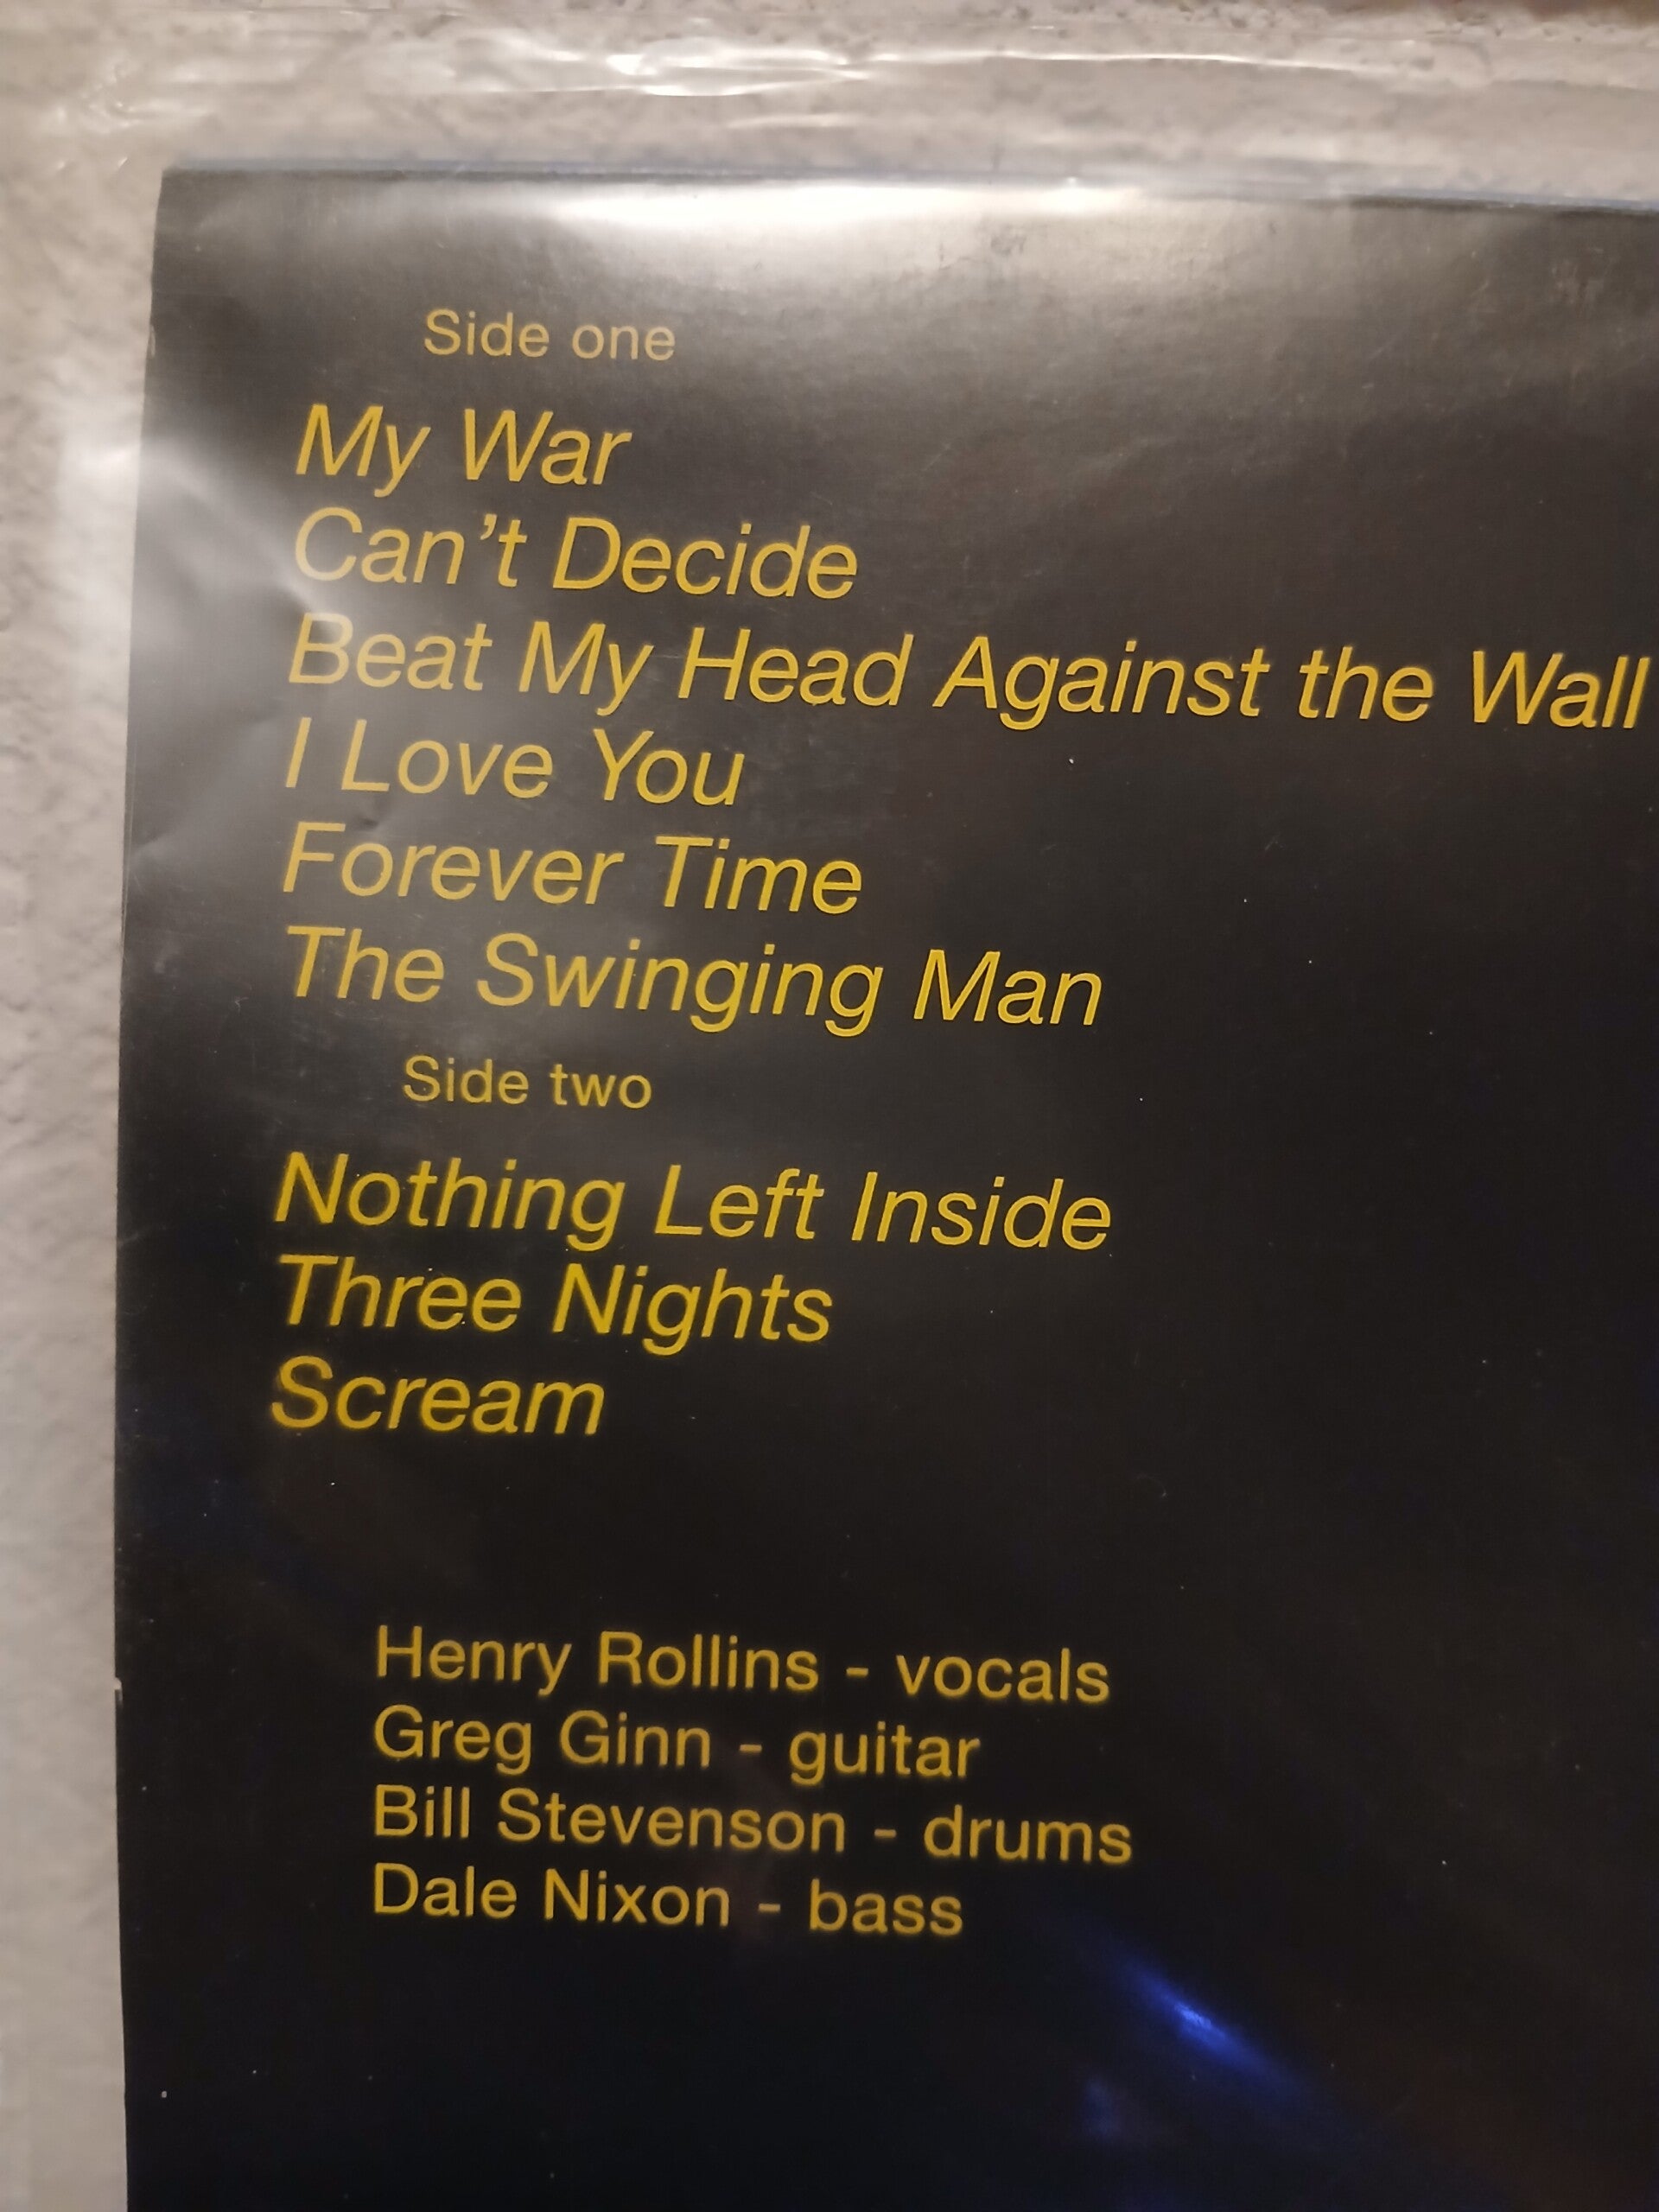 Side one
My War
Can't Decide
Beat My Head Against the Wall
I Love You
Forever Time
The Swinging Man
Side two
Nothing Left Inside
Three Nights
Scream
Henry Rollins - vocals
Greg Ginn - guitar
Bill Stevenson - drums
Dale Nixon - bass